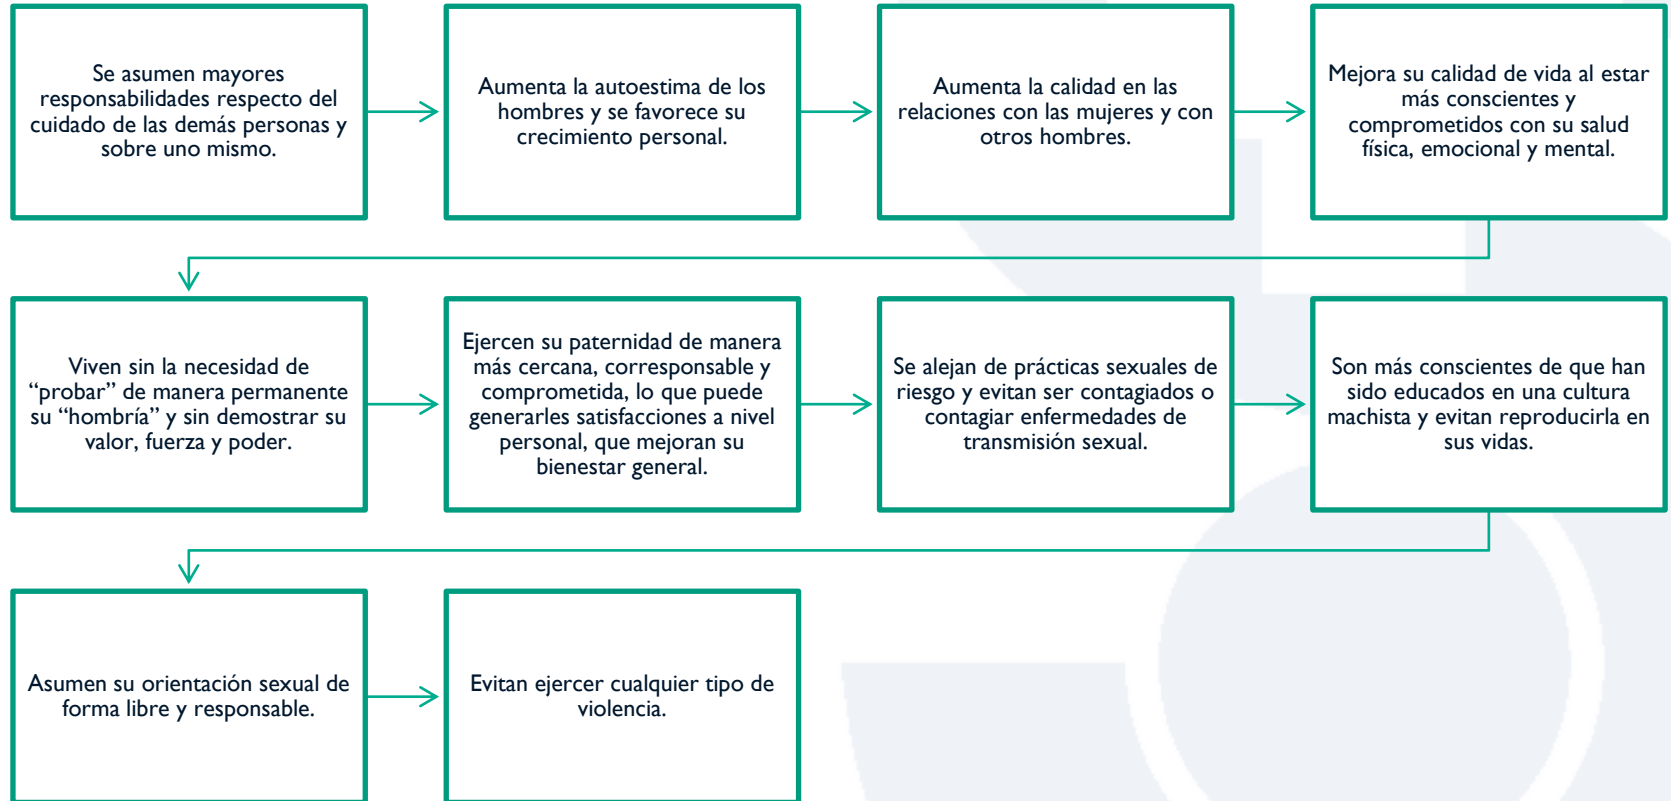 Se asumen mayores
responsabilidades respecto del
cuidado de las demás personas y
sobre uno mismo.
Aumenta la autoestima de los
hombres y se favorece su
crecimiento personal.
Aumenta la calidad en las
relaciones con las mujeres y con
otros hombres.
Mejora su calidad de vida al estar
más conscientes y
comprometidos con su salud
física, emocional y mental.
Viven sin la necesidad de
“probar” de manera permanente
su “hombría” y sin demostrar su
valor, fuerza y poder.
Ejercen su paternidad de manera
más cercana, corresponsable y
comprometida, lo que puede
generarles satisfacciones a nivel
personal, que mejoran su
bienestar general.
Se alejan de prácticas sexuales de
riesgo y evitan ser contagiados o
contagiar enfermedades de
transmisión sexual.
Son más conscientes de que han
sido educados en una cultura
machista y evitan reproducirla en
sus vidas.
Asumen su orientación sexual de
forma libre y responsable.
Evitan ejercer cualquier tipo de
violencia.